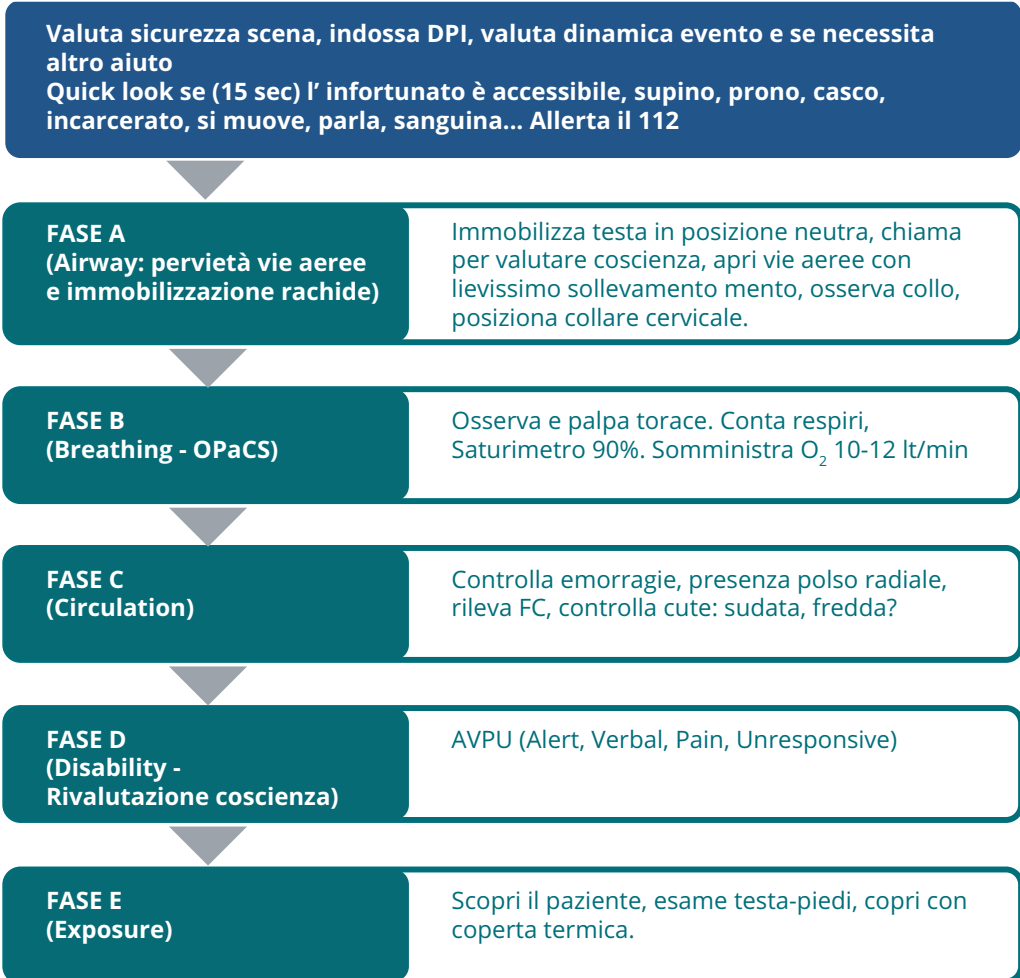 Valuta sicurezza scena, indossa DPI, valuta dinamica evento e se necessita
altro aiuto
Quick look se (15 sec) l’ infortunato è accessibile, supino, prono, casco,
incarcerato, si muove, parla, sanguina... Allerta il 112
FASE A
(Airway: pervietà vie aeree
e immobilizzazione rachide)
Immobilizza testa in posizione neutra, chiama
per valutare coscienza, apri vie aeree con
lievissimo sollevamento mento, osserva collo,
posiziona collare cervicale.
FASE B
(Breathing - OPaCS)
Osserva e palpa torace. Conta respiri,
Saturimetro 90%. Somministra O₂ 10-12 lt/min
FASE C
(Circulation)
Controlla emorragie, presenza polso radiale,
rileva FC, controlla cute: sudata, fredda?
FASE D
(Disability -
Rivalutazione coscienza)
AVPU (Alert, Verbal, Pain, Unresponsive)
FASE E
(Exposure)
Scopri il paziente, esame testa-piedi, copri con
coperta termica.